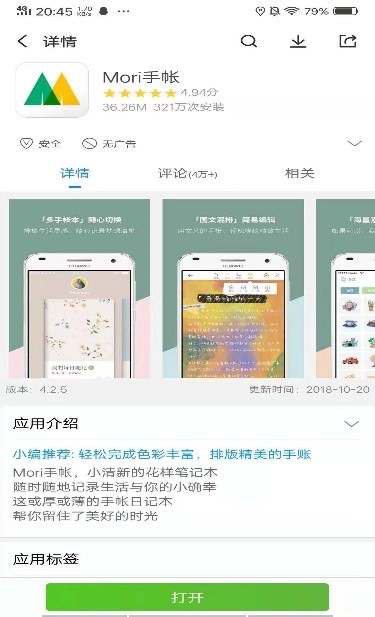 4G 20:45 1.70 KB/s ... 79%
详情
Mori手帐
4.94分
36.26M 321万次安装
安全 无广告
详情 评论(4万+) 相关
「多手帐本」随心切换
「图文混排」简易编辑
「海量
版本：4.2.5 更新时间：2018-10-20
应用介绍
小编推荐: 轻松完成色彩丰富，排版精美的手账
Mori手帐，小清新的花样笔记本
随时随地记录生活与你的小确幸
这或厚或薄的手帐日记本
帮你留住了美好的时光
应用标签
打开